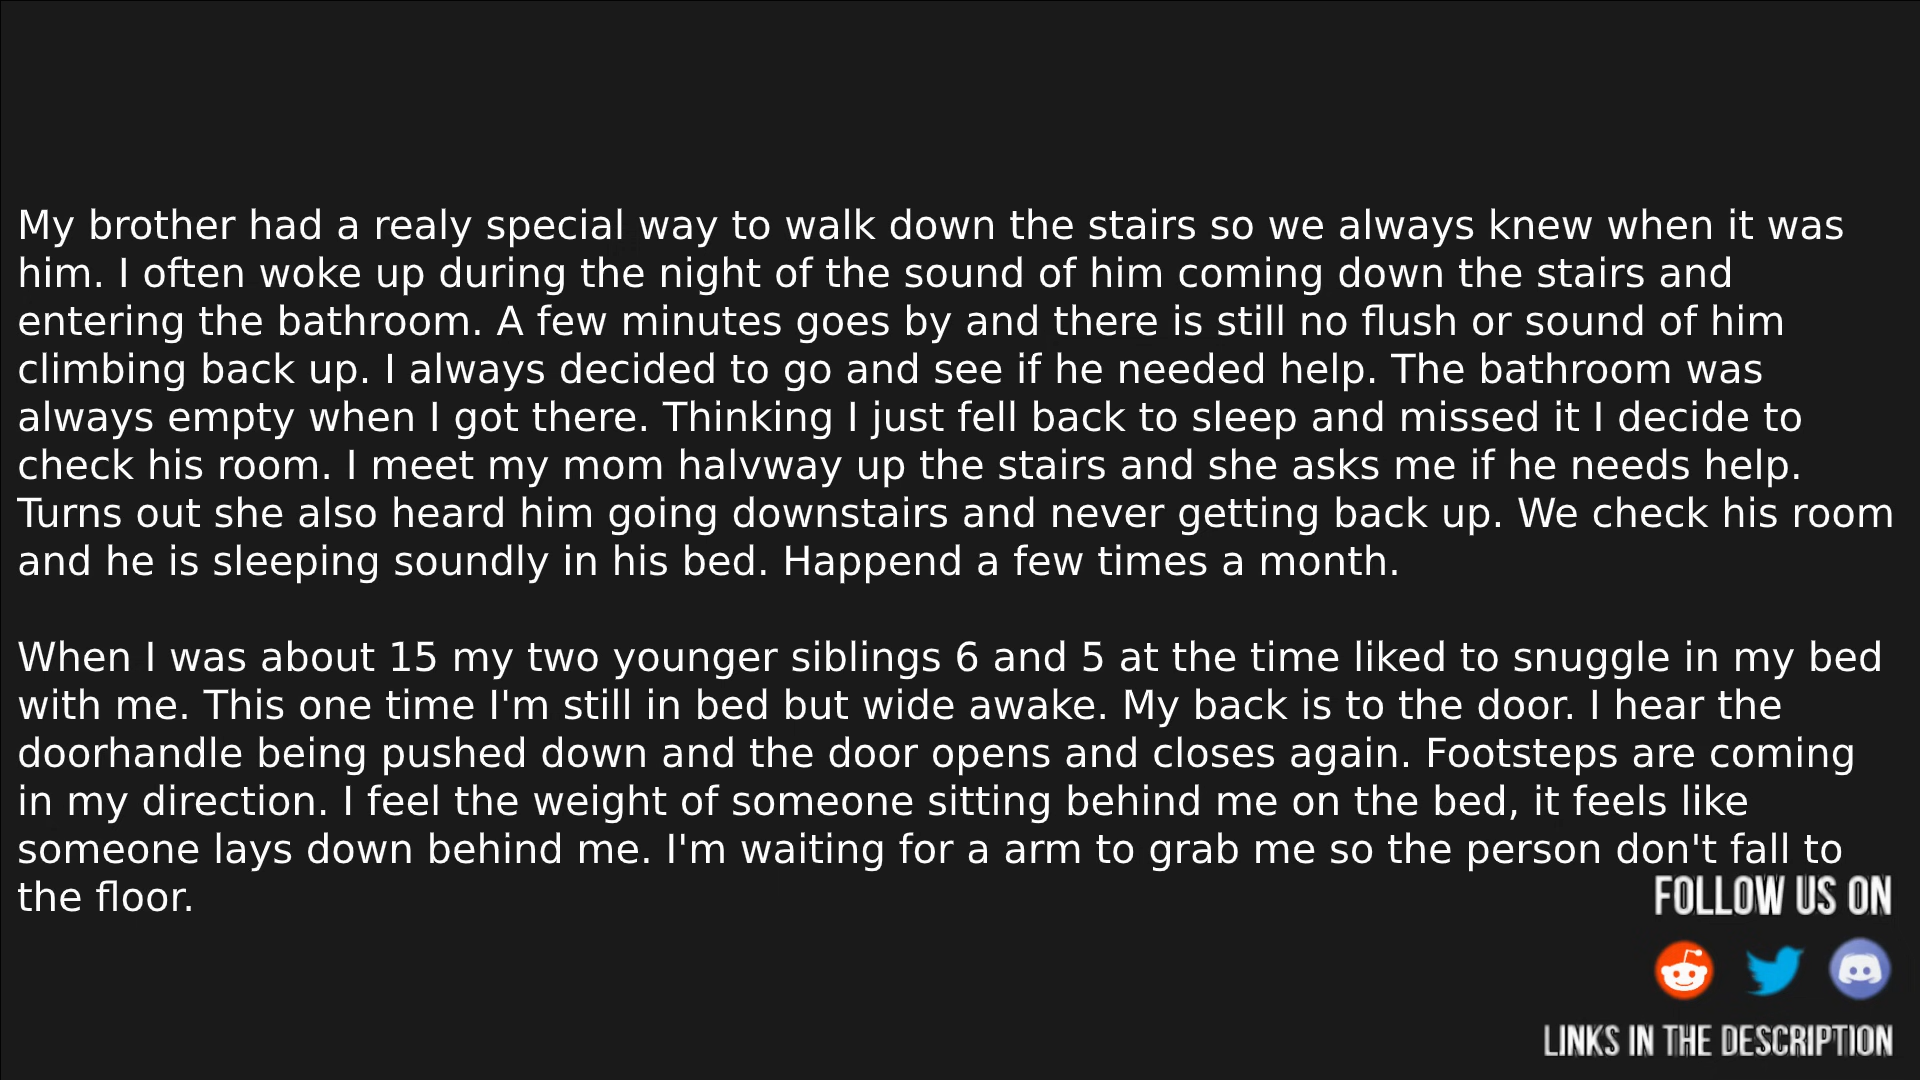 My brother had a realy special way to walk down the stairs so we always knew when it was
him. I often woke up during the night of the sound of him coming down the stairs and
entering the bathroom. A few minutes goes by and there is still no flush or sound of him
climbing back up. I always decided to go and see if he needed help. The bathroom was
always empty when I got there. Thinking I just fell back to sleep and missed it I decide to
check his room. I meet my mom halvway up the stairs and she asks me if he needs help.
Turns out she also heard him going downstairs and never getting back up. We check his room
and he is sleeping soundly in his bed. Happend a few times a month.

When I was about 15 my two younger siblings 6 and 5 at the time liked to snuggle in my bed
with me. This one time I'm still in bed but wide awake. My back is to the door. I hear the
doorhandle being pushed down and the door opens and closes again. Footsteps are coming
in my direction. I feel the weight of someone sitting behind me on the bed, it feels like
someone lays down behind me. I'm waiting for a arm to grab me so the person don't fall to
the floor.
FOLLOW US ON
LINKS IN THE DESCRIPTION